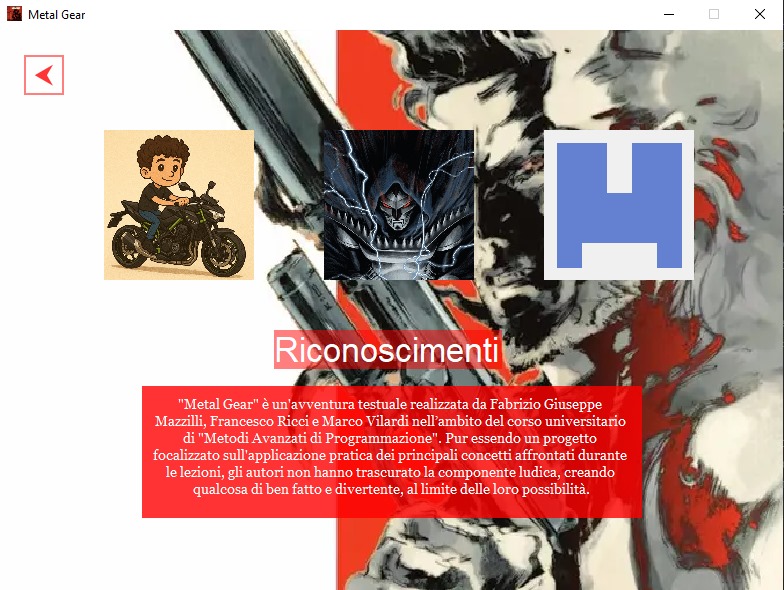 Metal Gear
Riconoscimenti
"Metal Gear" è un'avventura testuale realizzata da Fabrizio Giuseppe
Mazzilli, Francesco Ricci e Marco Vilardi nell'ambito del corso universitario
di "Metodi Avanzati di Programmazione". Pur essendo un progetto
focalizzato sull'applicazione pratica dei principali concetti affrontati durante
le lezioni, gli autori non hanno trascurato la componente ludica, creando
qualcosa di ben fatto e divertente, al limite delle loro possibilità.